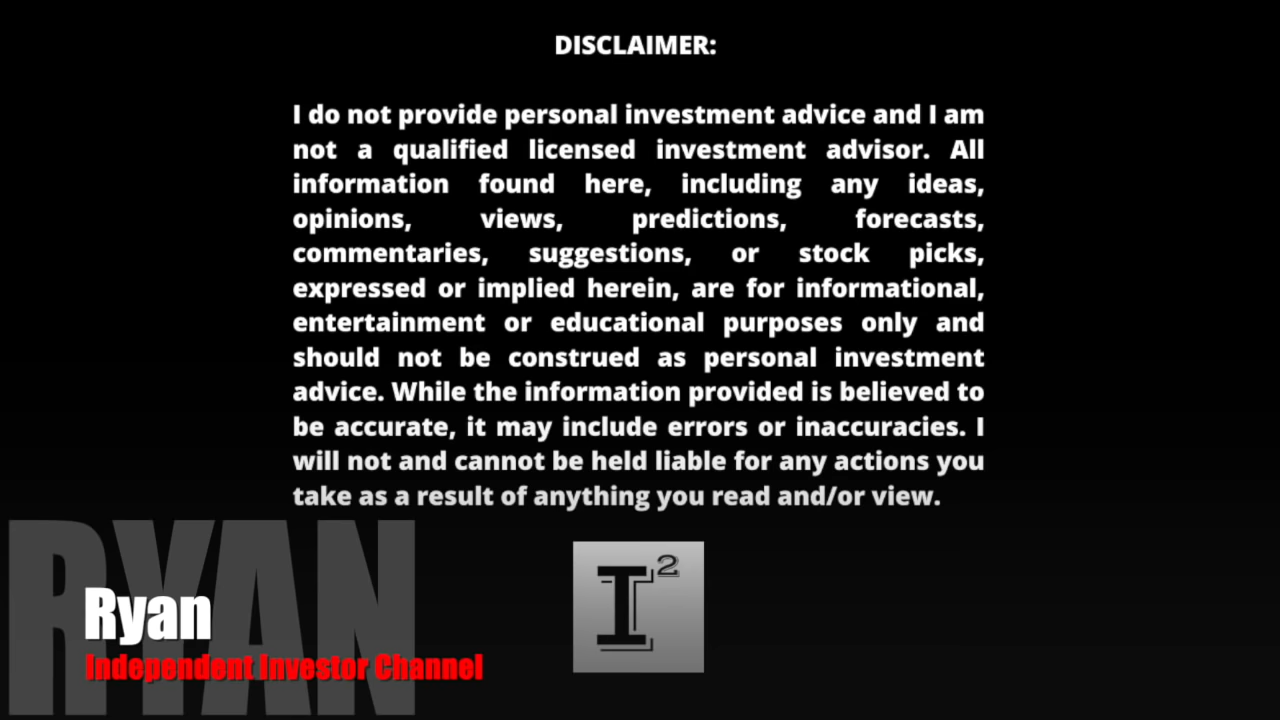 DISCLAIMER:
I do not provide personal investment advice and I am
not a qualified licensed investment advisor. All
information found here, including any ideas,
opinions, views, predictions, forecasts,
commentaries, suggestions, or stock picks,
expressed or implied herein, are for informational,
entertainment or educational purposes only and
should not be construed as personal investment
advice. While the information provided is believed to
be accurate, it may include errors or inaccuracies. I
will not and cannot be held liable for any actions you
take as a result of anything you read and/or view.
RYAN
Ryan
Independent Investor Channel
I²